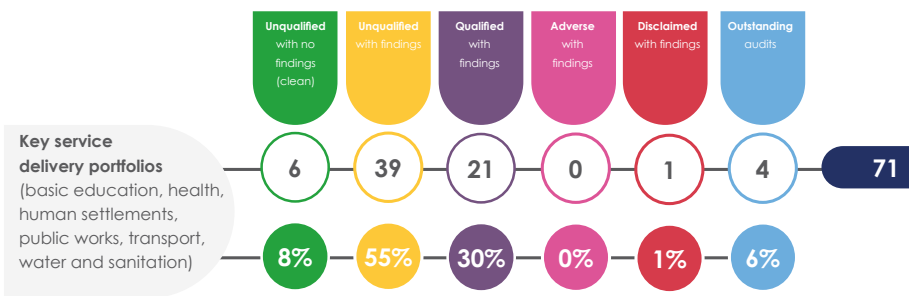 Unqualified
with no
findings
(clean)
Unqualified
with findings
Qualified
with
findings
Adverse
with
findings
Disclaimed
with findings
Outstanding
audits
Key service
delivery portfolios
(basic education, health,
human settlements,
public works, transport,
water and sanitation)
6
39
21
0
1
4
71
8%
55%
30%
0%
1%
6%